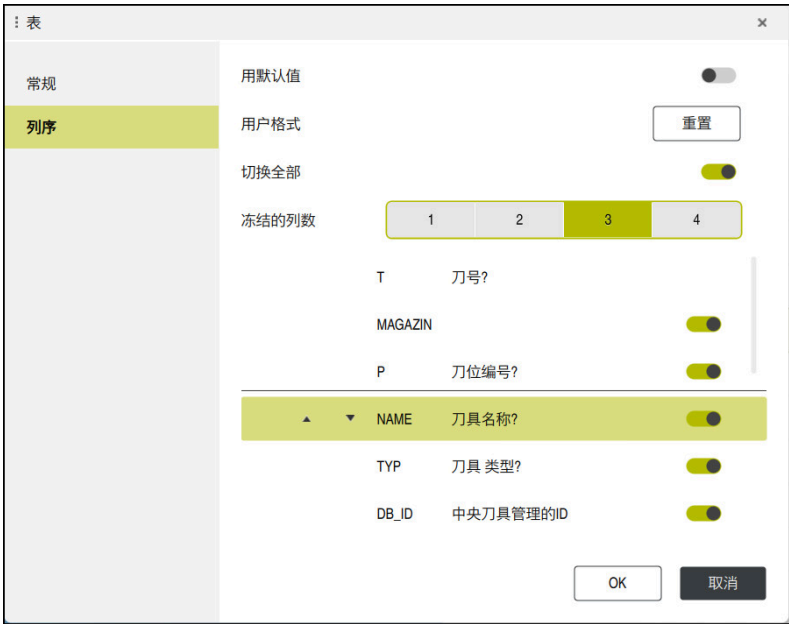 表
常规
列序
用默认值
用户格式 重置
切换全部
冻结的列数 1 2 3 4
T 刀号?
MAGAZIN
P 刀位编号?
NAME 刀具名称?
TYP 刀具 类型?
DB_ID 中央刀具管理的ID
OK 取消